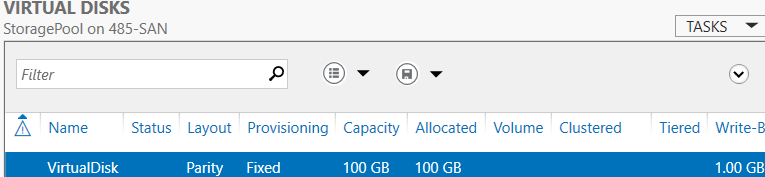 VIRTUAL DISKS
StoragePool on 485-SAN
TASKS
Filter
Name Status Layout Provisioning Capacity Allocated Volume Clustered Tiered Write-B
VirtualDisk Parity Fixed 100 GB 100 GB 1.00 GB